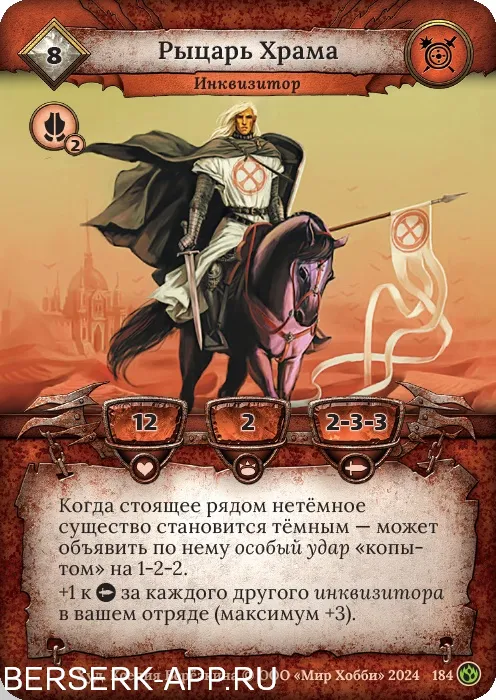 8
Рыцарь Храма
Инквизитор
2
12
2
2-3-3
Когда стоящее рядом нетёмное
существо становится тёмным — может
объявить по нему особый удар «копы-
том» на 1-2-2.
+1 к за каждого другого инквизитора
в вашем отряде (максимум +3).
© ООО «Мир Хобби» 2024 184
BERSERK-APP.RU